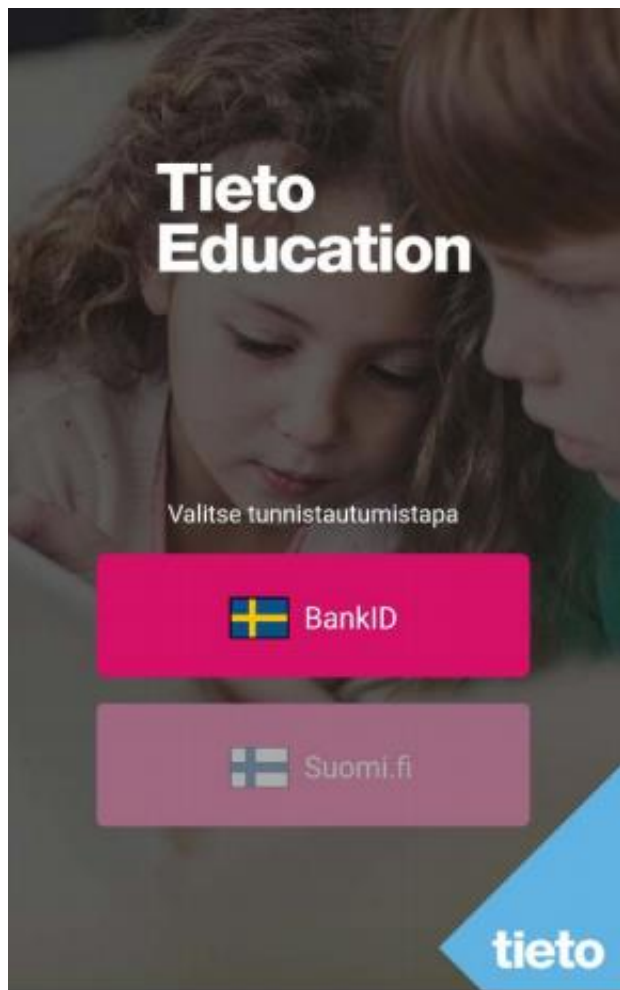 Tieto
Education
Valitse tunnistautumistapa
BankID
Suomi.fi
tieto